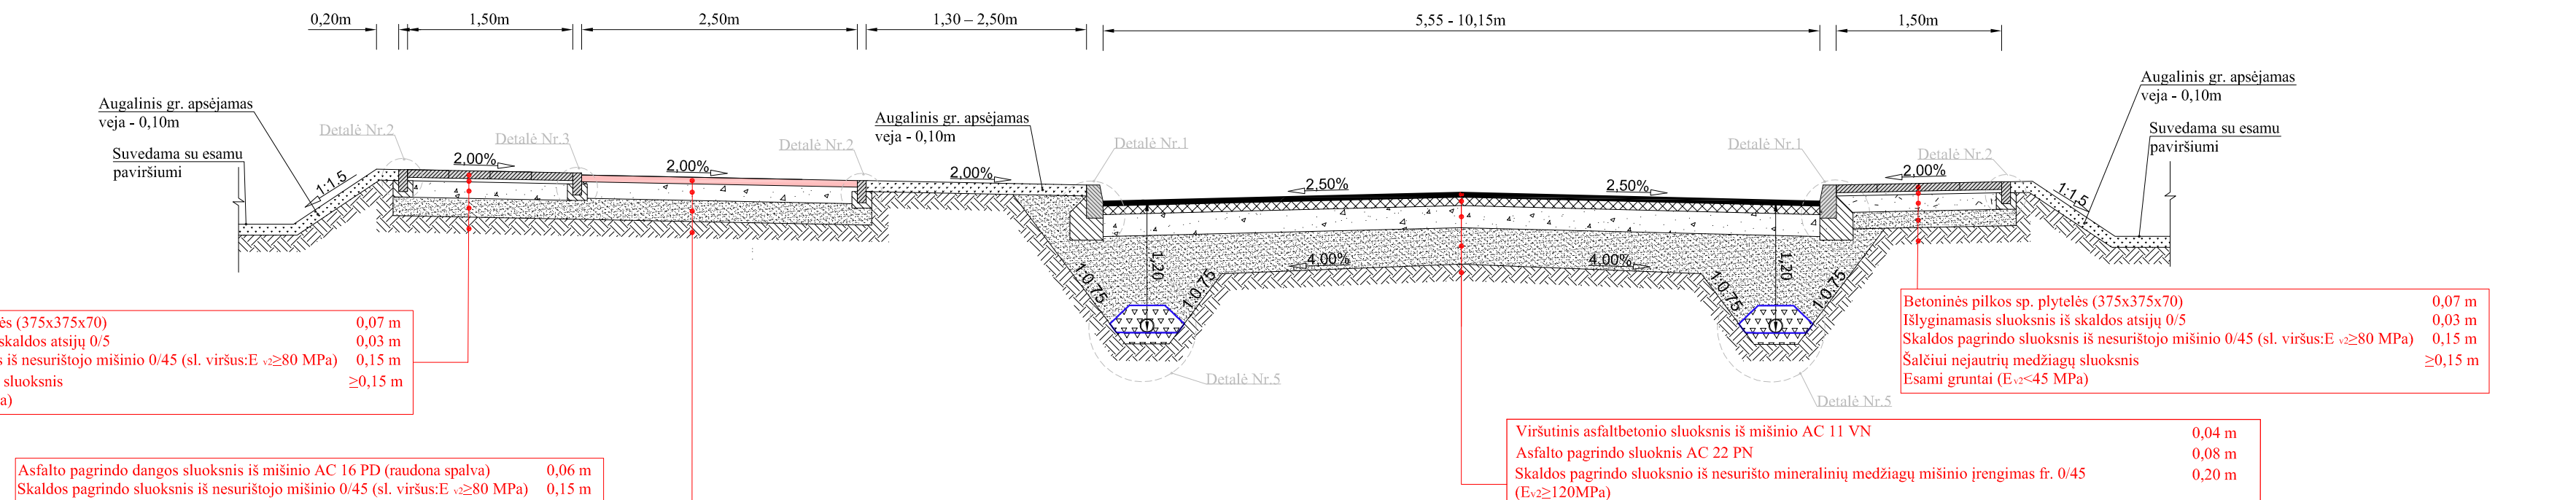 0,20m
1,50m
2,50m
1,30 – 2,50m
5,55 - 10,15m
1,50m
Augalinis gr. apsėjamas
veja - 0,10m
Suvedama su esamu
paviršiumi
1:1.5
Detalė Nr.2
2,00%
Detalė Nr.3
2,00%
Detalė Nr.2
Augalinis gr. apsėjamas
veja - 0,10m
2,00%
Detalė Nr.1
2,50%
2,50%
Detalė Nr.1
2,00%
Detalė Nr.2
Augalinis gr. apsėjamas
veja - 0,10m
Suvedama su esamu
paviršiumi
1:1.5
1:0.75
1,20
1:0.75
4,00%
4,00%
1:0.75
1,20
1:0.75
Detalė Nr.5
Detalė Nr.5
ės (375x375x70) 0,07 m
skaldos atsijų 0/5 0,03 m
s iš nesurištojo mišinio 0/45 (sl. viršus:E v2≥80 MPa) 0,15 m
sluoksnis ≥0,15 m
a)
Betoninės pilkos sp. plytelės (375x375x70) 0,07 m
Išlyginamasis sluoksnis iš skaldos atsijų 0/5 0,03 m
Skaldos pagrindo sluoksnis iš nesurištojo mišinio 0/45 (sl. viršus:E v2≥80 MPa) 0,15 m
Šalčiui nejautrių medžiagų sluoksnis ≥0,15 m
Esami gruntai (Ev2<45 MPa)
Asfalto pagrindo dangos sluoksnis iš mišinio AC 16 PD (raudona spalva) 0,06 m
Skaldos pagrindo sluoksnis iš nesurištojo mišinio 0/45 (sl. viršus:E v2≥80 MPa) 0,15 m
Viršutinis asfaltbetonio sluoksnis iš mišinio AC 11 VN 0,04 m
Asfalto pagrindo sluoknis AC 22 PN 0,08 m
Skaldos pagrindo sluoksnio iš nesurišto mineralinių medžiagų mišinio įrengimas fr. 0/45 0,20 m
(Ev2≥120MPa)